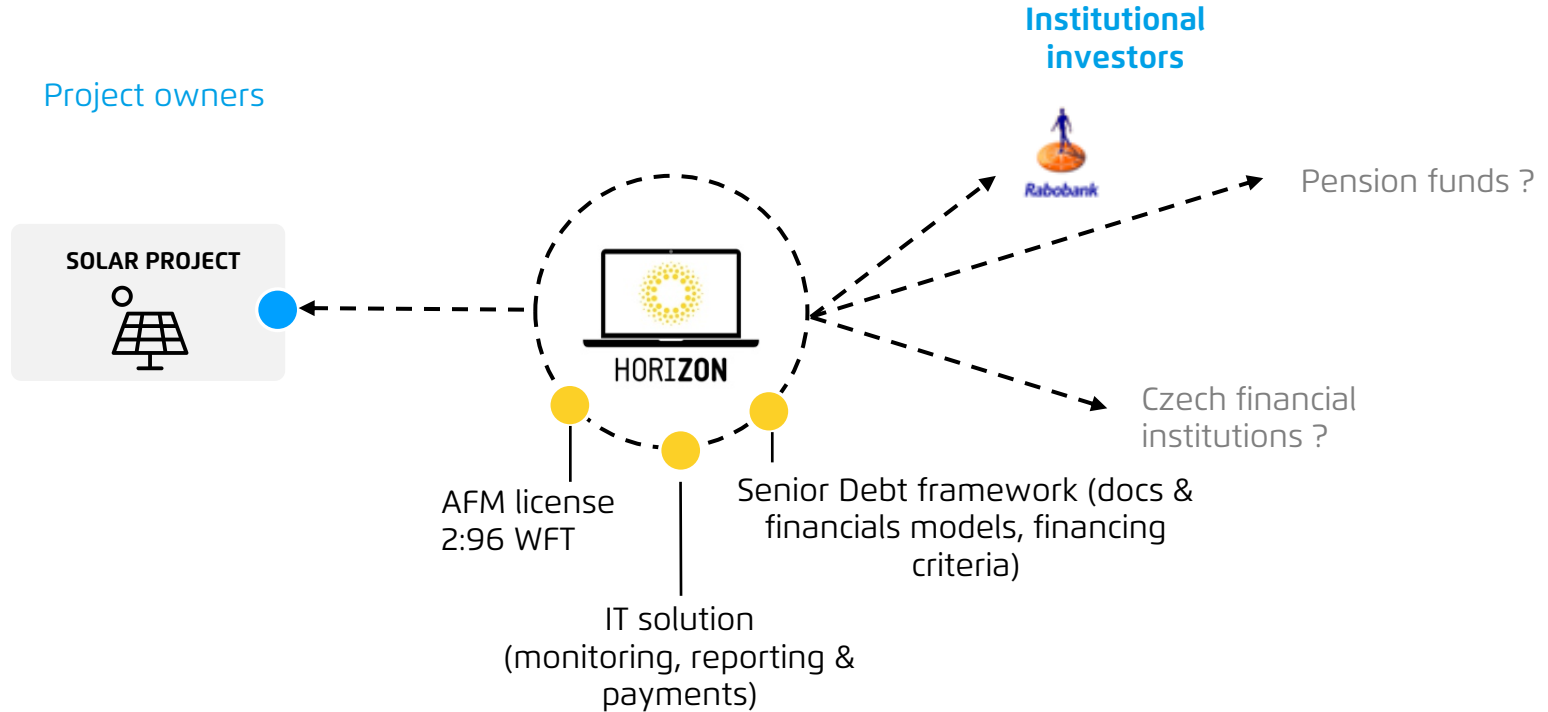 Institutional
investors
Project owners
Rabobank
Pension funds ?
SOLAR PROJECT
HORIZON
Czech financial
institutions ?
AFM license
2:96 WFT
Senior Debt framework (docs &
financials models, financing
criteria)
IT solution
(monitoring, reporting &
payments)